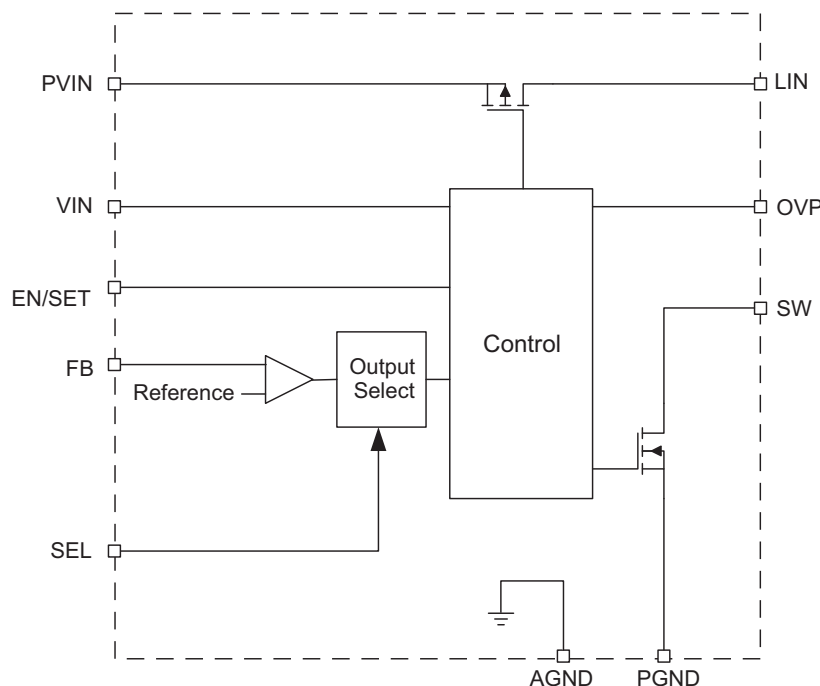 PVIN
LIN
VIN
OVP
EN/SET
SW
FB
Reference
Output
Select
Control
SEL
AGND
PGND